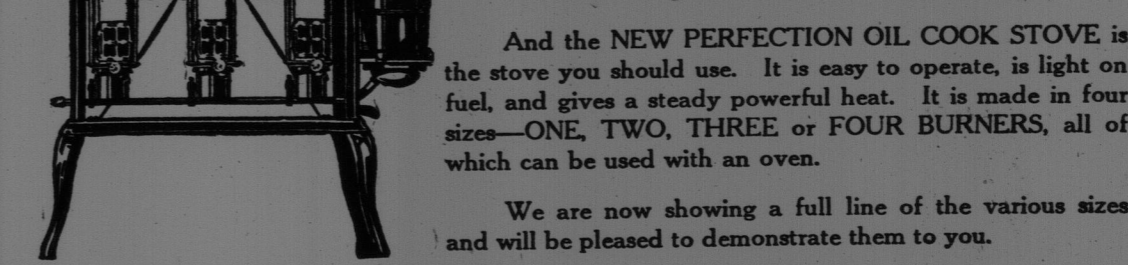 And the NEW PERFECTION OIL COOK STOVE is
the stove you should use. It is easy to operate, is light on
fuel, and gives a steady powerful heat. It is made in four
sizes—ONE, TWO, THREE or FOUR BURNERS, all of
which can be used with an oven.
We are now showing a full line of the various sizes
and will be pleased to demonstrate them to you.